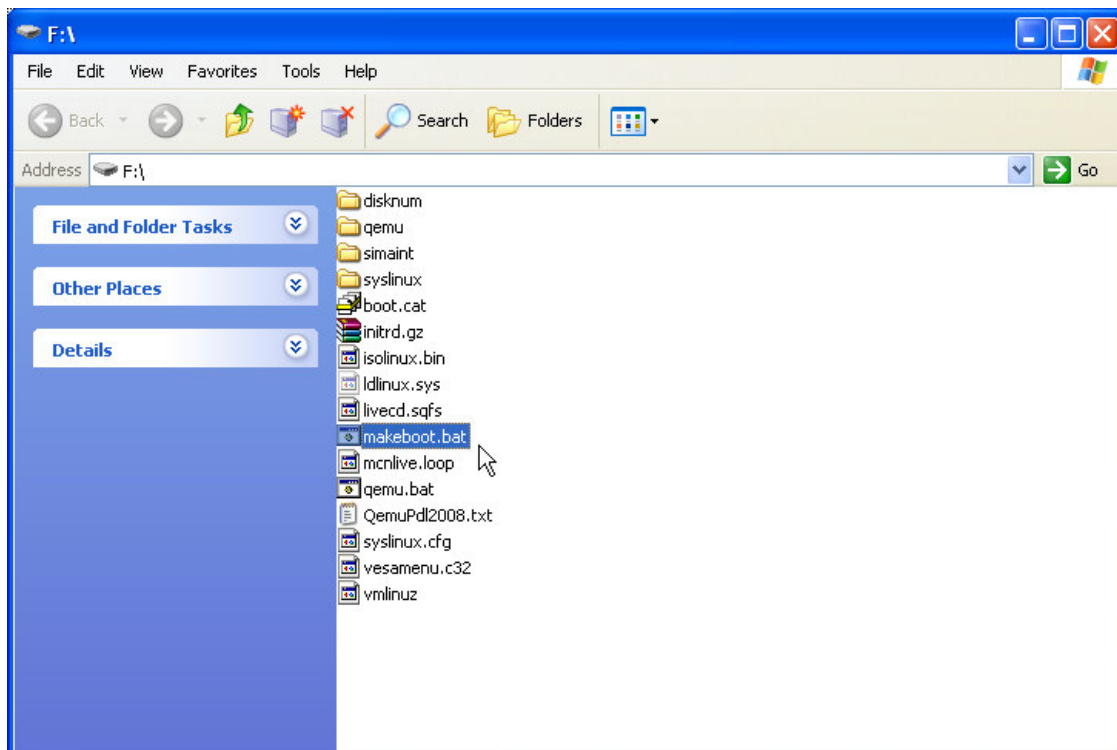 F:\
File Edit View Favorites Tools Help
Back Search Folders
Address F:\ Go
File and Folder Tasks
Other Places
Details
disknum
qemu
simaint
syslinux
boot.cat
initrd.gz
isolinux.bin
ldlinux.sys
livecd.sqfs
makeboot.bat
mcnlive.loop
qemu.bat
QemuPdl2008.txt
syslinux.cfg
vesamenu.c32
vmlinuz